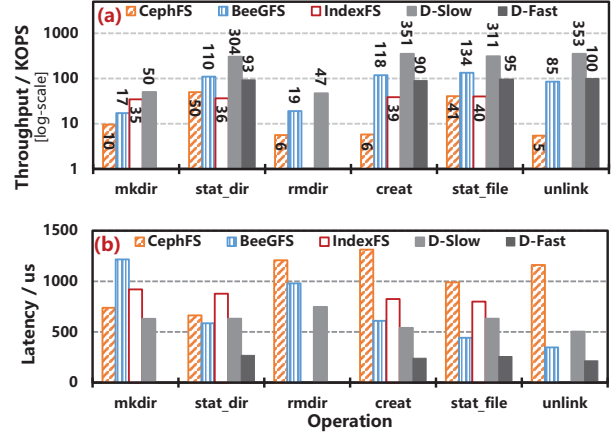 (a) CephFS BeeGFS IndexFS D-Slow D-Fast
Throughput / KOPS
[log-scale]
1000
100
10
1
10 17 35 50
50 110 36 304 93
6 19 47
6 118 39 351 90
41 134 40 311 95
5 85 353 100
mkdir stat_dir rmdir creat stat_file unlink
(b) CephFS BeeGFS IndexFS D-Slow D-Fast
Latency / us
1500
1000
500
0
mkdir stat_dir rmdir creat stat_file unlink
Operation